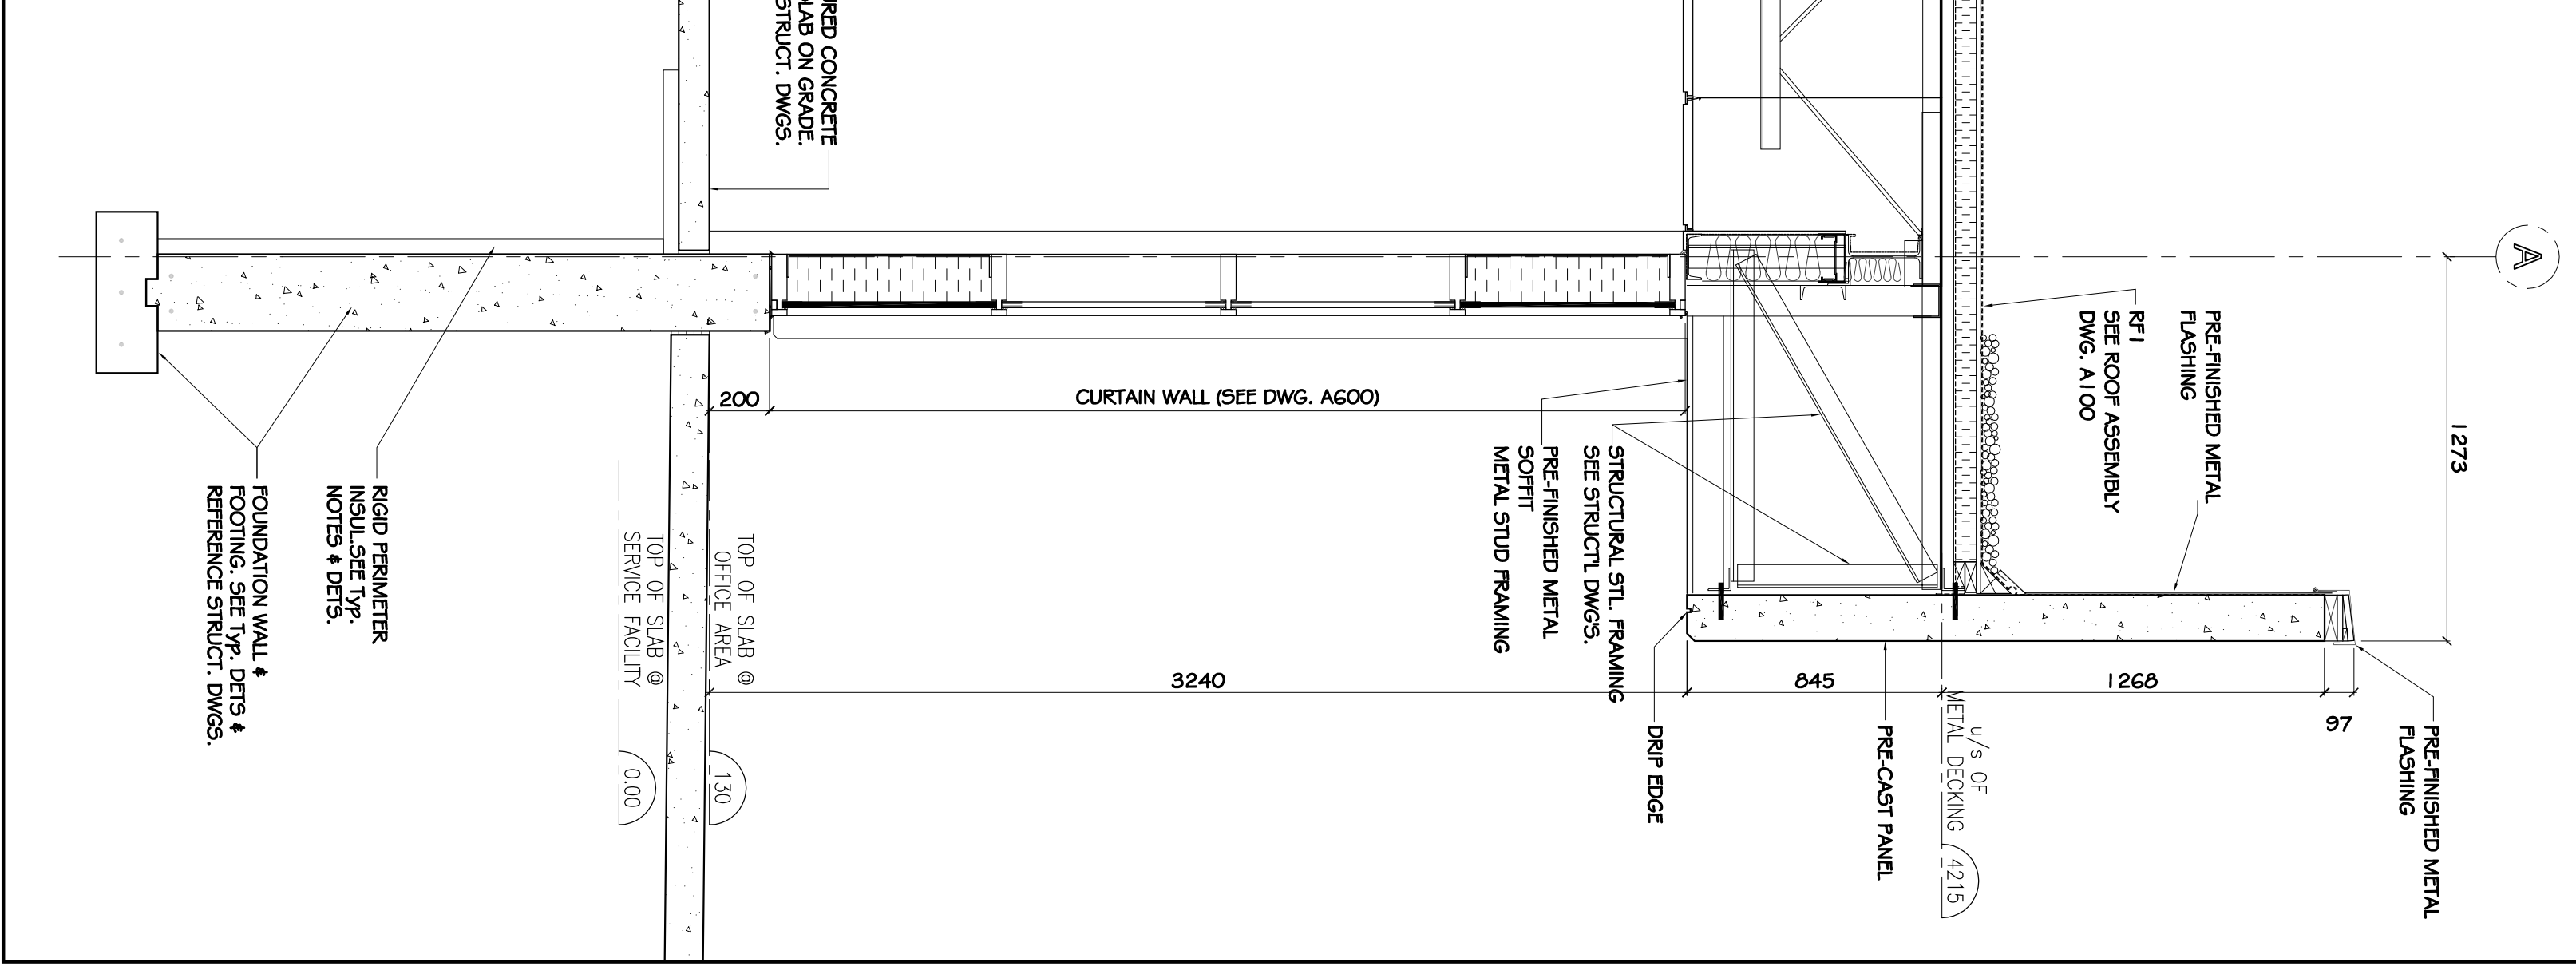 A
1273
PRE-FINISHED METAL
FLASHING
PRE-FINISHED METAL
FLASHING
RF1
SEE ROOF ASSEMBLY
DWG. A100
97
1268
845
3240
u/s OF
METAL DECKING
4215
PRE-CAST PANEL
DRIP EDGE
STRUCTURAL STL. FRAMING
SEE STRUCT'L DWG'S.
PRE-FINISHED METAL
SOFFIT
METAL STUD FRAMING
CURTAIN WALL (SEE DWG. A600)
200
CONCRETE
ON GRADE.
STRUCT. DWGS.
TOP OF SLAB @
OFFICE AREA
130
TOP OF SLAB @
SERVICE FACILITY
0.00
RIGID PERIMETER
INSUL.SEE TYP.
NOTES & DETS.
FOUNDATION WALL &
FOOTING. SEE TYP. DETS &
REFERENCE STRUCT. DWGS.